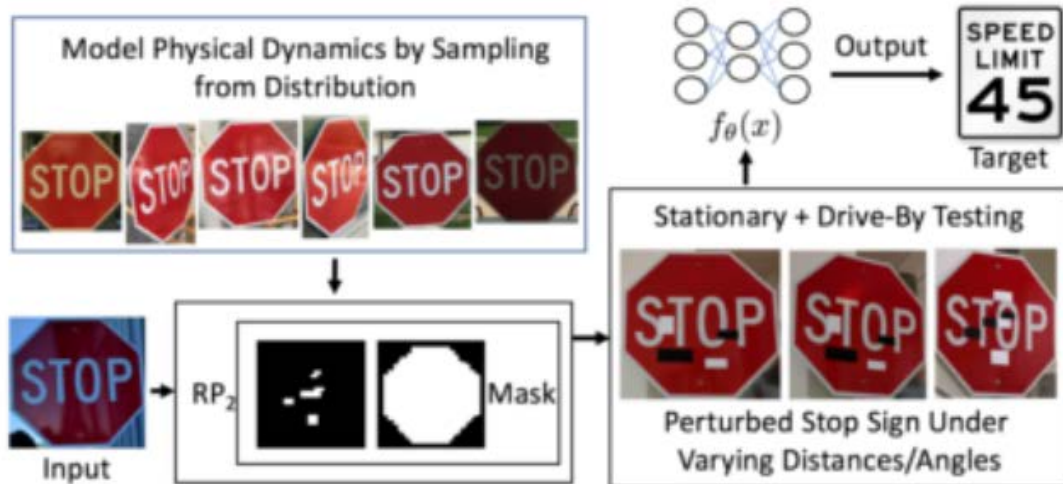 Model Physical Dynamics by Sampling
from Distribution
STOP
STOP
STOP
STOP
STOP
STOP
Output
SPEED
LIMIT
45
fθ(x)
Target
Stationary + Drive-By Testing
STOP
STOP
STOP
Perturbed Stop Sign Under
Varying Distances/Angles
STOP
Input
RP₂
Mask